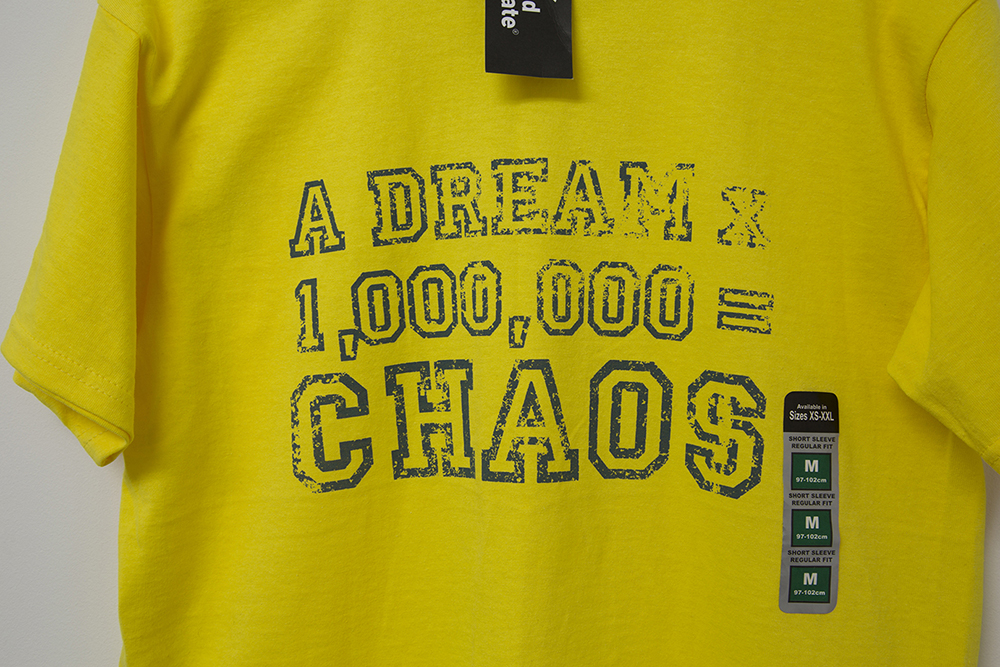 A DREAM x
1,000,000 =
CHAOS
Available in
Sizes XS-XXL
SHORT SLEEVE
REGULAR FIT
M
97-102cm
SHORT SLEEVE
REGULAR FIT
M
97-102cm
SHORT SLEEVE
REGULAR FIT
M
97-102cm